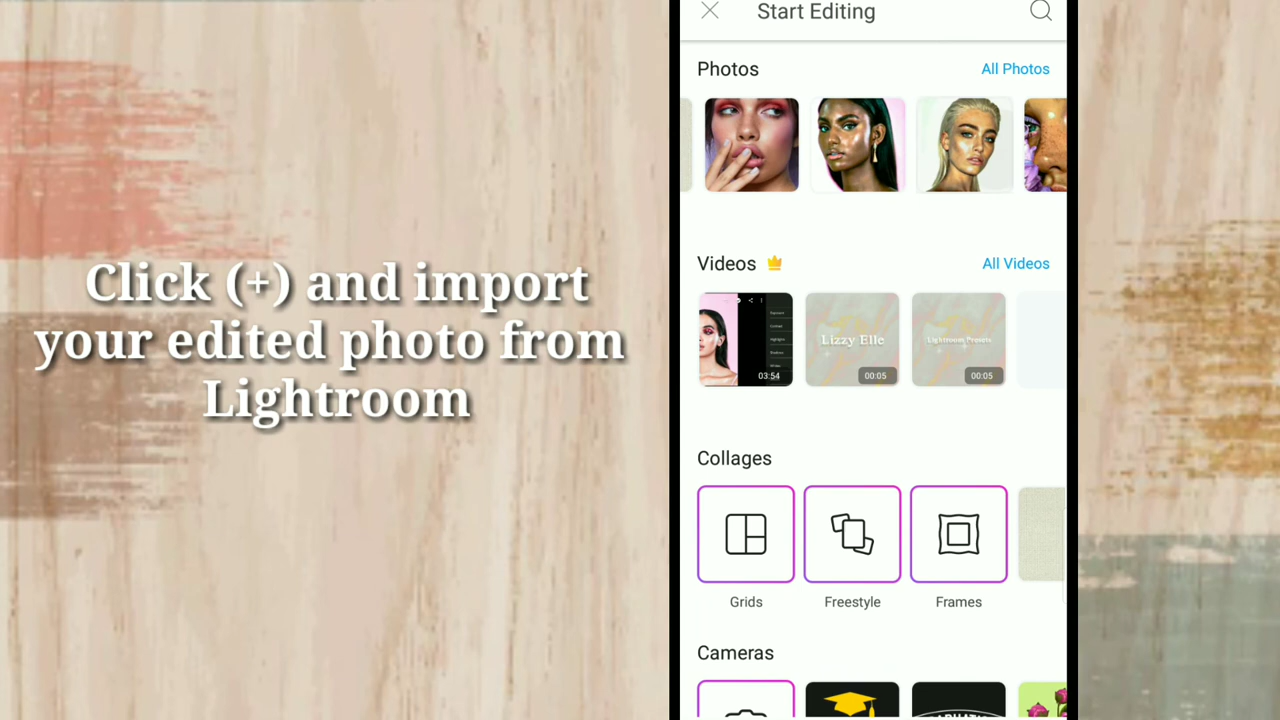 Click (+) and import
your edited photo from
Lightroom
Start Editing
Photos
All Photos
Videos
All Videos
03:54
Lizzy Elle
00:05
Lightroom Presets
00:05
Collages
Grids
Freestyle
Frames
Cameras